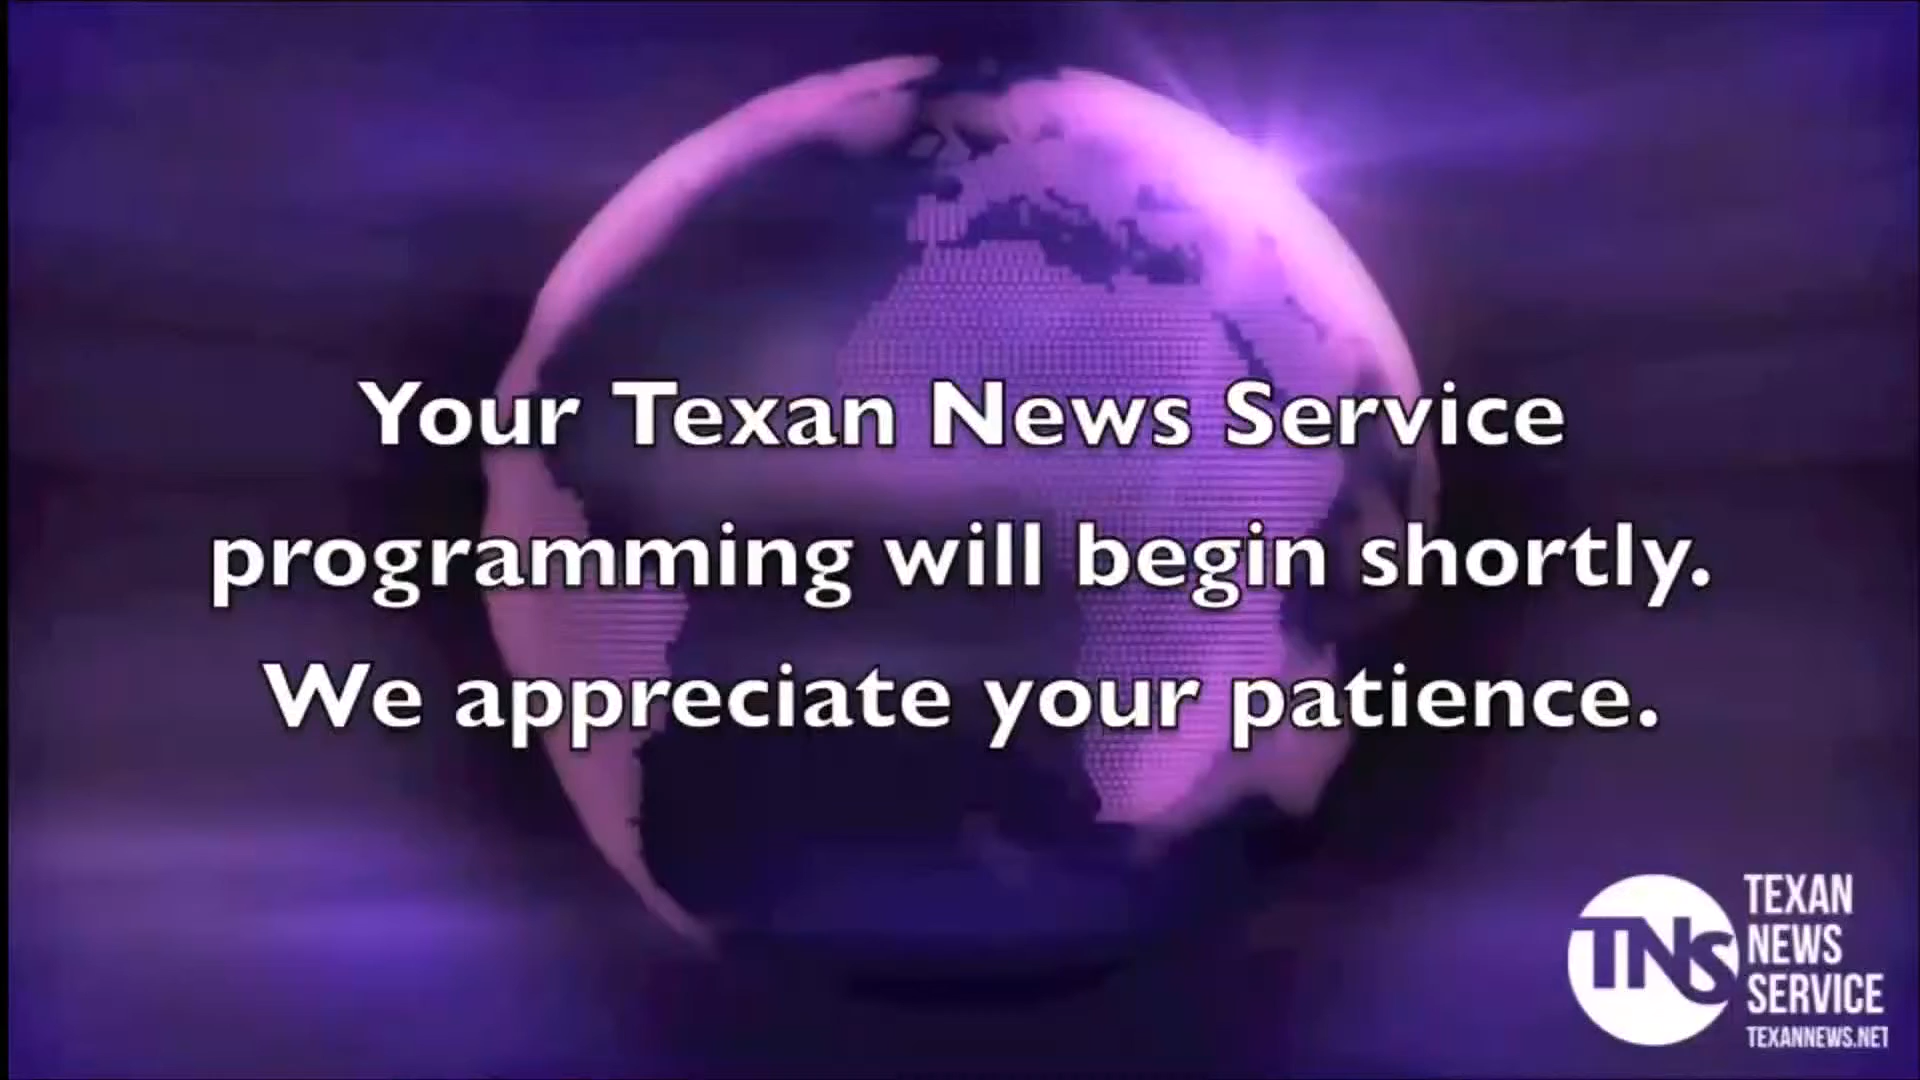 Your Texan News Service
programming will begin shortly.
We appreciate your patience.
TNS
TEXAN
NEWS
SERVICE
TEXANNEWS.NET